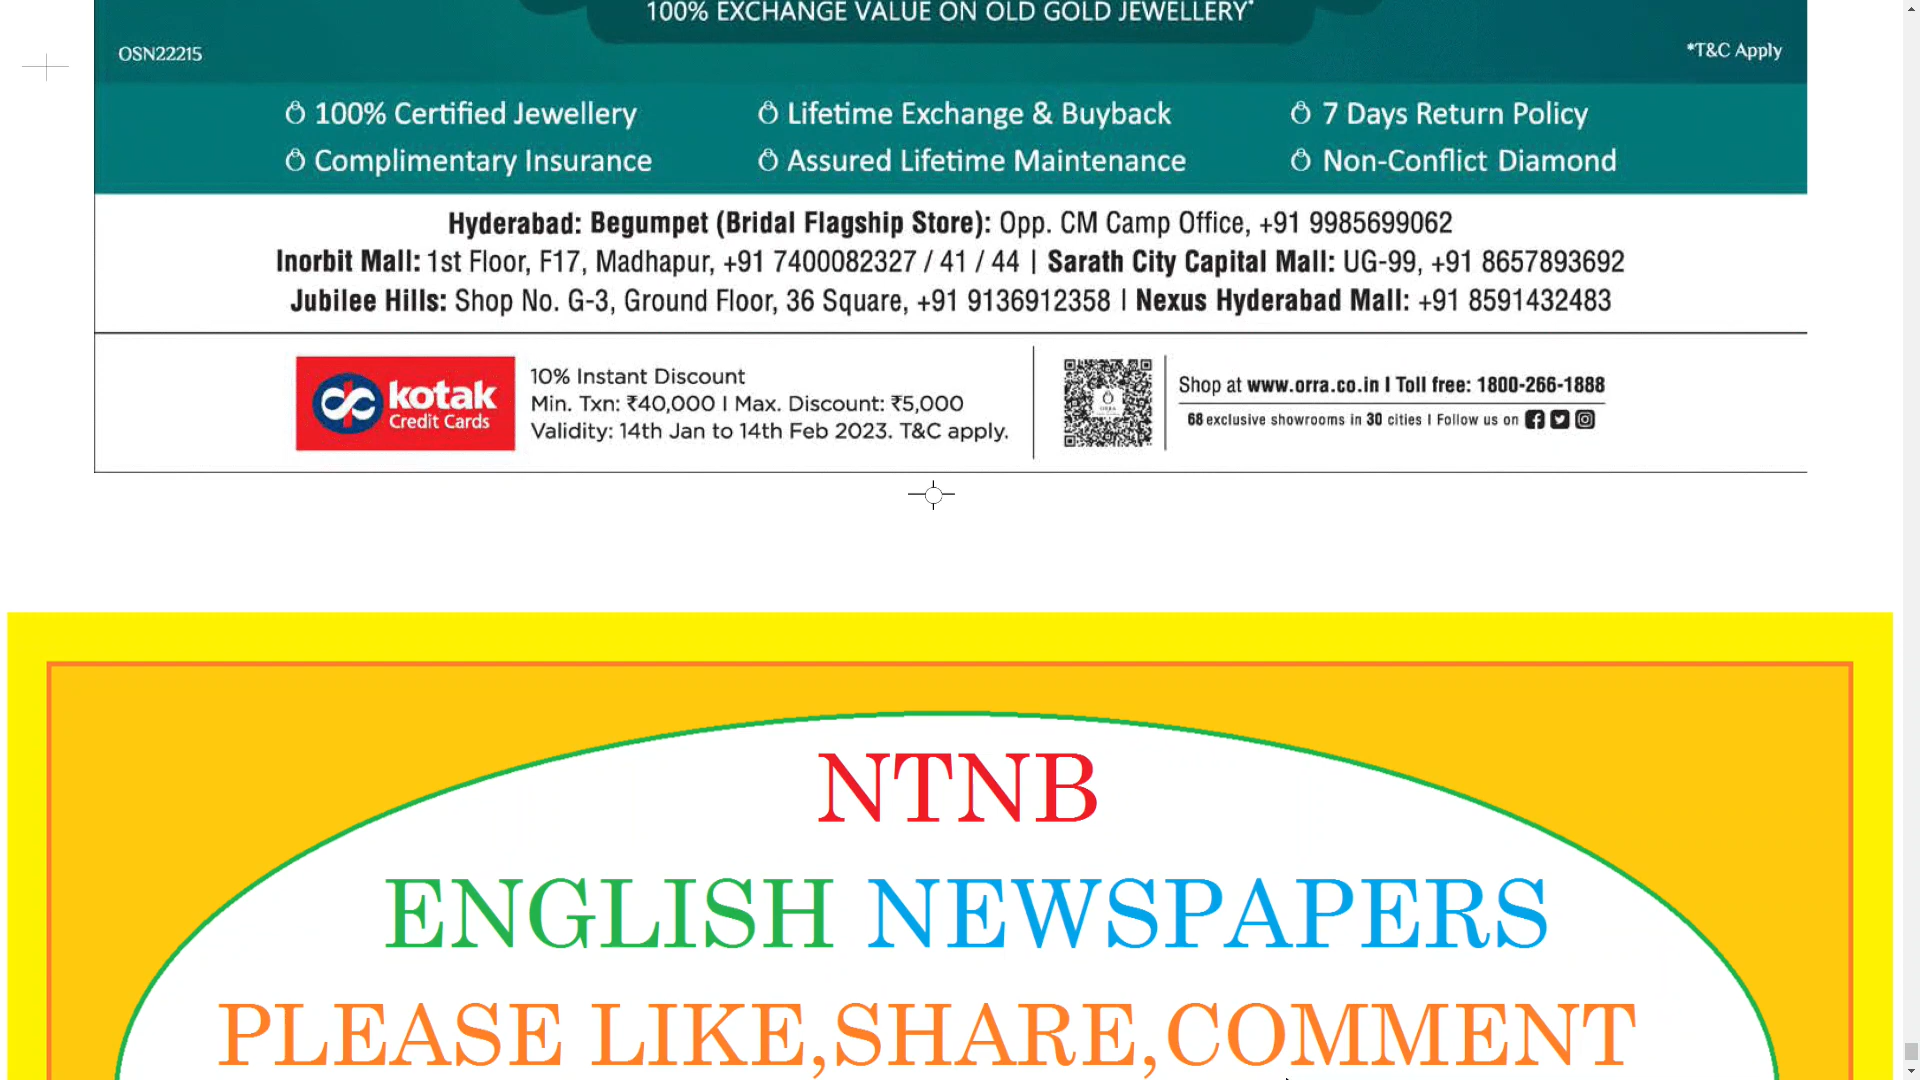 100% EXCHANGE VALUE ON OLD GOLD JEWELLERY*
OSN22215
*T&C Apply
100% Certified Jewellery
Lifetime Exchange & Buyback
7 Days Return Policy
Complimentary Insurance
Assured Lifetime Maintenance
Non-Conflict Diamond
Hyderabad: Begumpet (Bridal Flagship Store): Opp. CM Camp Office, +91 9985699062
Inorbit Mall: 1st Floor, F17, Madhapur, +91 7400082327 / 41 / 44 | Sarath City Capital Mall: UG-99, +91 8657893692
Jubilee Hills: Shop No. G-3, Ground Floor, 36 Square, +91 9136912358 | Nexus Hyderabad Mall: +91 8591432483
kotak
Credit Cards
10% Instant Discount
Min. Txn: ₹40,000 I Max. Discount: ₹5,000
Validity: 14th Jan to 14th Feb 2023. T&C apply.
ORRA
Shop at www.orra.co.in I Toll free: 1800-266-1888
68 exclusive showrooms in 30 cities I Follow us on
NTNB
ENGLISH NEWSPAPERS
PLEASE LIKE,SHARE,COMMENT